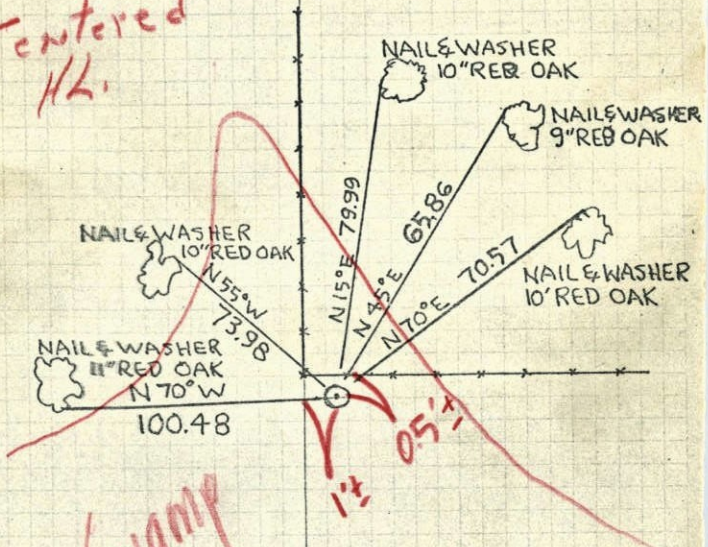 entered
HL.
NAIL & WASHER
10" RED OAK
NAIL & WASHER
9" RED OAK
NAIL & WASHER
10" RED OAK
NAIL & WASHER
10' RED OAK
NAIL & WASHER
11" RED OAK
N 15° E 79.99
N 45° E 65.86
N 70° E 70.57
N 55° W
73.98
N 70° W
100.48
0.5'±
1'±